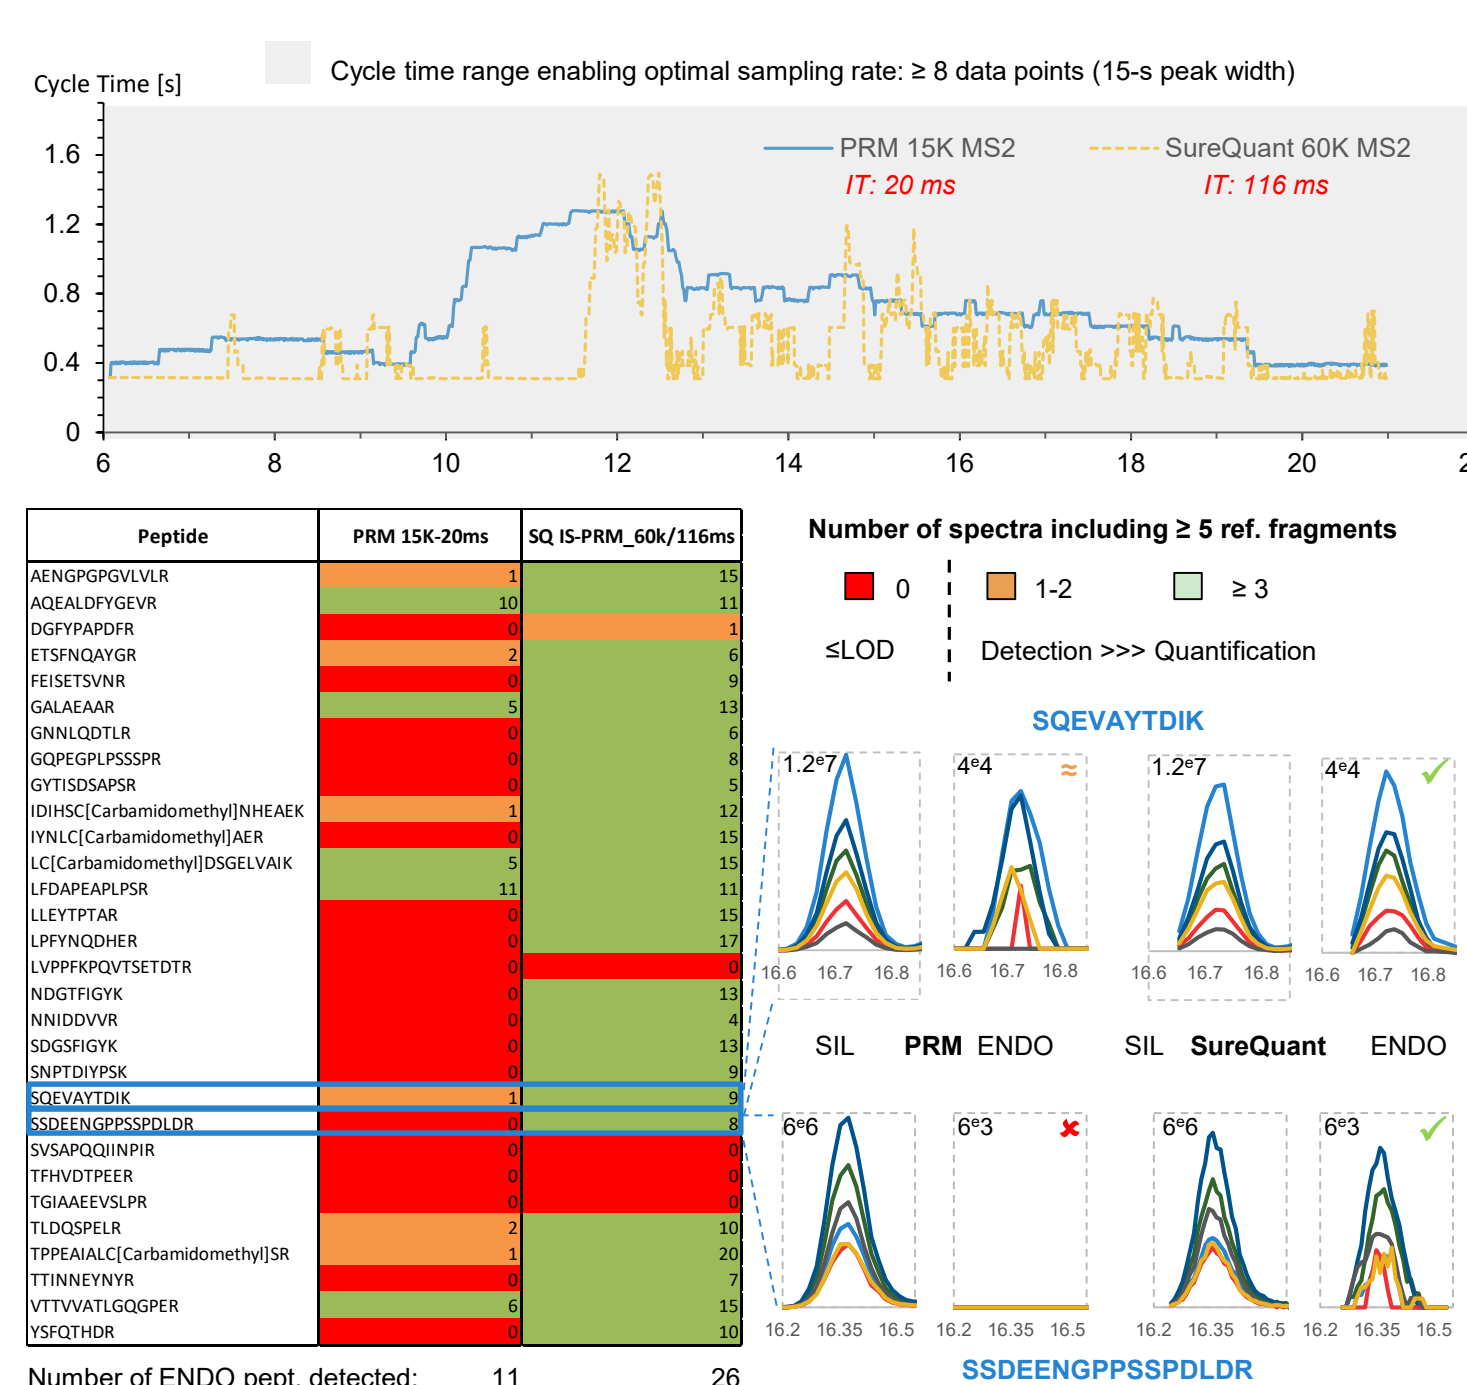 Cycle time range enabling optimal sampling rate: ≥ 8 data points (15-s peak width)
Cycle Time [s]
PRM 15K MS2
SureQuant 60K MS2
IT: 20 ms
IT: 116 ms
1.6
1.2
0.8
0.4
0
6 8 10 12 14 16 18 20 2
Peptide PRM 15K-20ms SQ IS-PRM_60k/116ms
AENGPGPGVLVLR 1 15
AQEALDFYGEVR 10 11
DGFYPAPDFR 0 1
ETSFNQAYGR 2 6
FEISETSVNR 0 9
GALAEAAR 5 13
GNNLQDTLR 0 6
GQPEGPLPSSSPR 0 8
GYTISDSAPSR 0 5
IDIHSC[Carbamidomethyl]NHEAEK 1 12
IYNLC[Carbamidomethyl]AER 0 15
LC[Carbamidomethyl]DSGELVAIK 5 15
LFDAPEAPLPSR 11 11
LLEYTPTAR 0 15
LPFYNQDHER 0 17
LVPPFKPQVTSETDTR 0 0
NDGTFIGYK 0 13
NNIDDVVR 0 4
SDGSFIGYK 0 13
SNPTDIYPSK 0 9
SQEVAYTDIK 1 9
SSDEENGPPSSPDLDR 0 8
SVSAPQQIINPIR 0 0
TFHVDTPEER 0 0
TGIAAEEVSLPR 0 0
TLDQSPELR 2 10
TPPEAIALC[Carbamidomethyl]SR 1 20
TTINNEYNYR 0 7
VTTVVATLGQGPER 6 15
YSFQTHDR 0 10
Number of ENDO pept. detected: 11 26
Number of spectra including ≥ 5 ref. fragments
0 1-2 ≥ 3
≤LOD Detection >>> Quantification
SQEVAYTDIK
1.2e7 4e4 ≈ 1.2e7 4e4
16.6 16.7 16.8 16.6 16.7 16.8 16.6 16.7 16.8 16.6 16.7 16.8
SIL PRM ENDO SIL SureQuant ENDO
6e6 6e3 6e6 6e3
16.2 16.35 16.5 16.2 16.35 16.5 16.2 16.35 16.5 16.2 16.35 16.5
SSDEENGPPSSPDLDR